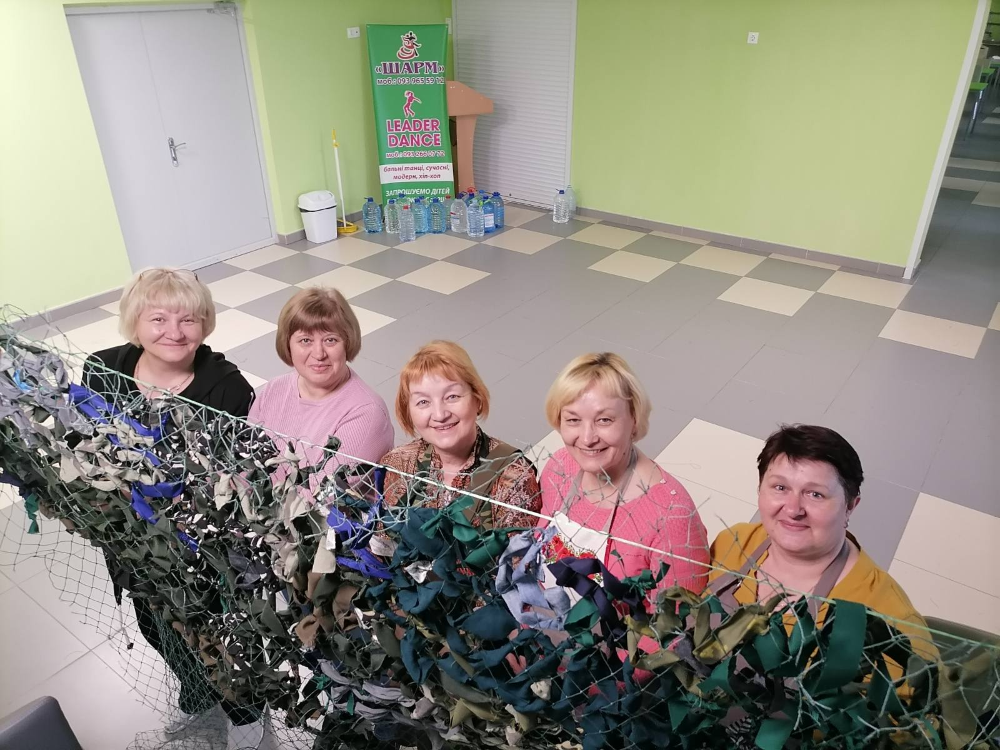 «ШАРМ»
моб.: 093 965 59 12
LEADER
DANCE
моб.: 093 266 07 72
бальні танці, сучасні,
модерн, хіп-хоп
ЗАПРОШУЄМО ДІТЕЙ